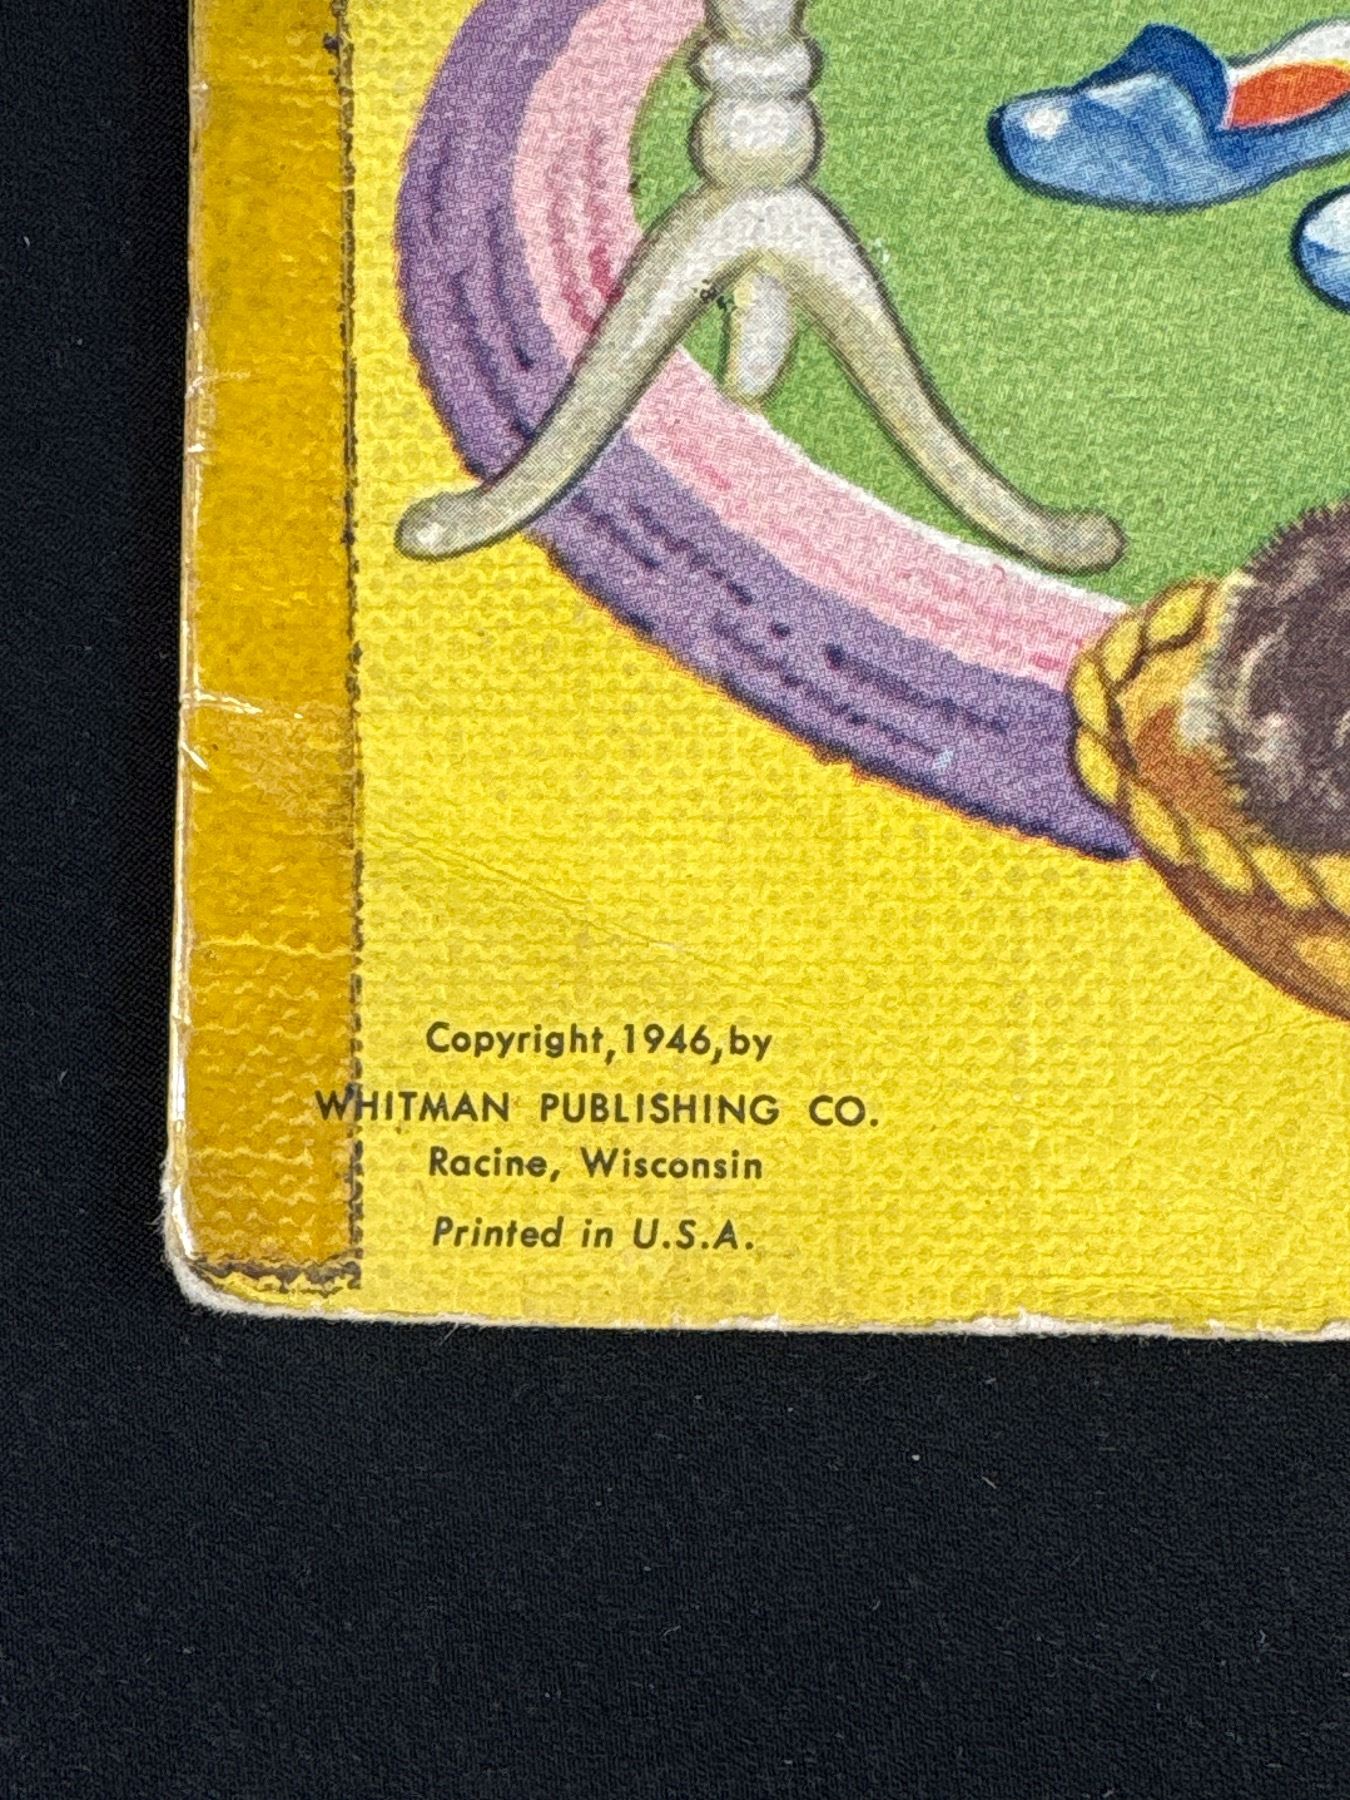 Copyright, 1946, by
WHITMAN PUBLISHING CO.
Racine, Wisconsin
Printed in U.S.A.